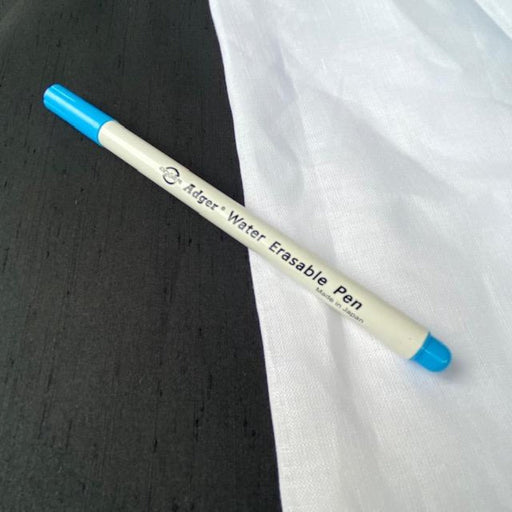 Adger® Water Erasable Pen
Made in Japan